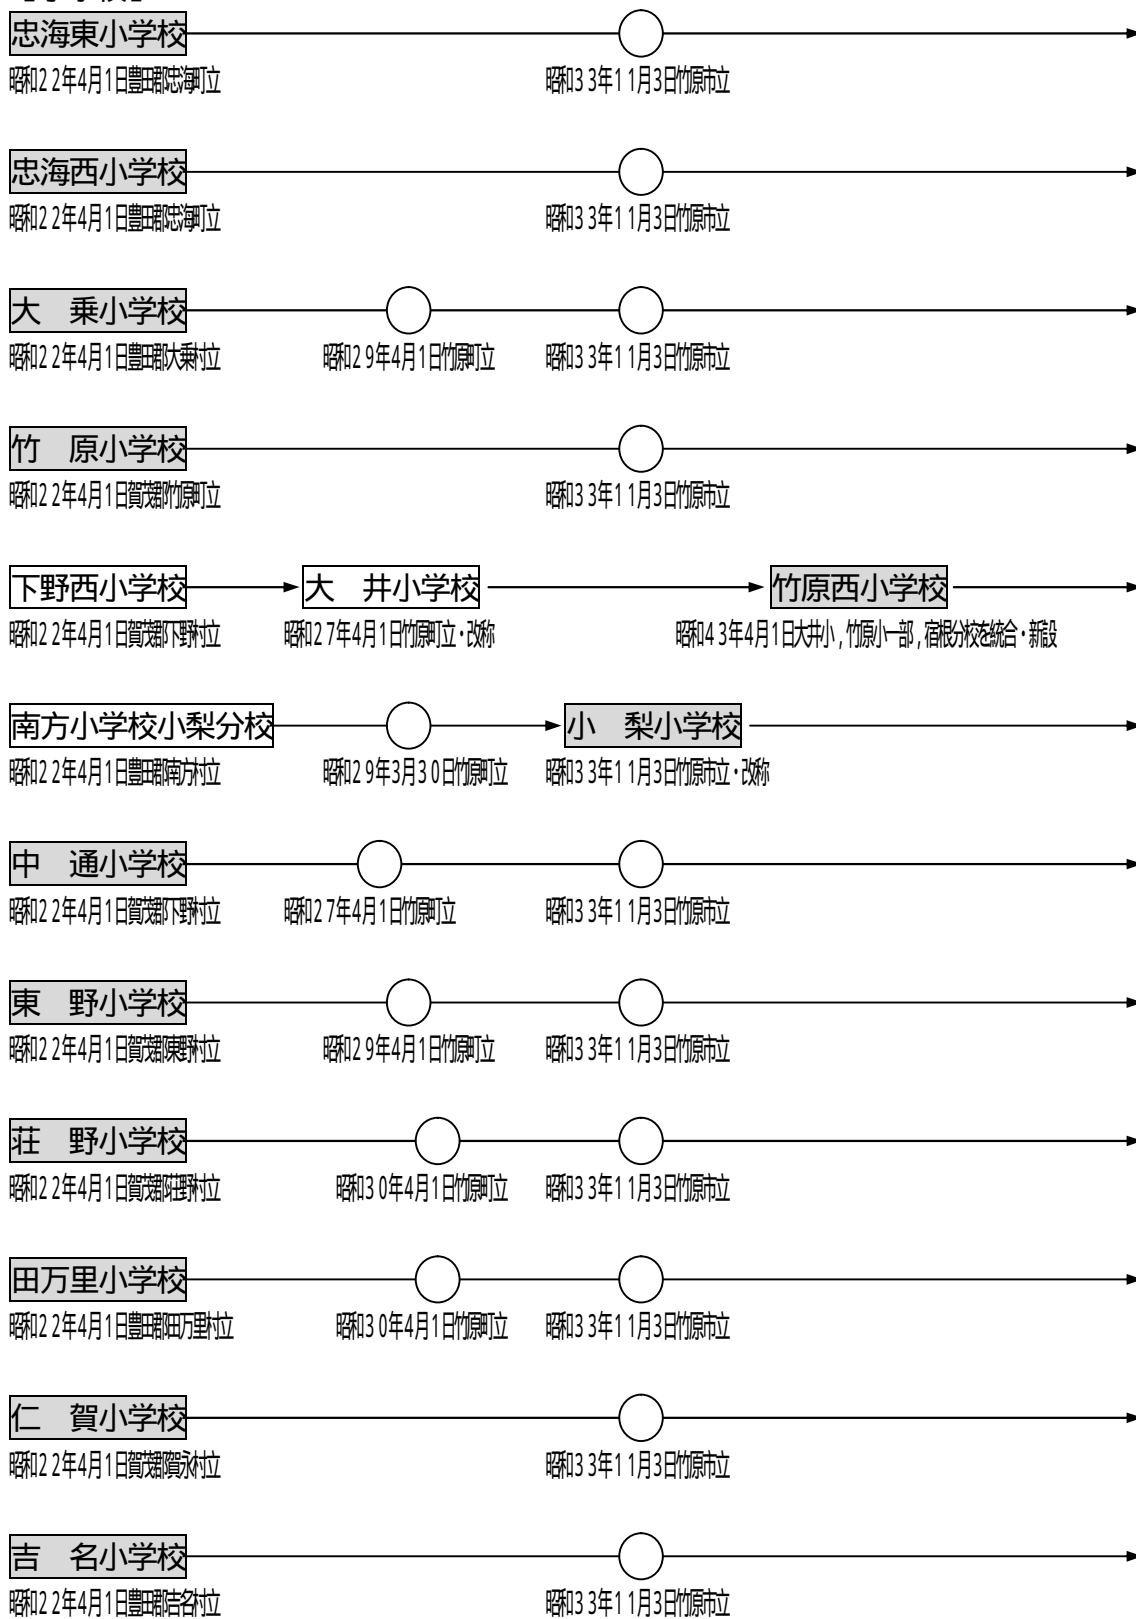 忠海東小学校
昭和22年4月1日豊田郡忠海町立 昭和33年11月3日竹原市立
忠海西小学校
昭和22年4月1日豊田郡忠海町立 昭和33年11月3日竹原市立
大　乗小学校
昭和22年4月1日豊田郡大乗村立 昭和29年4月1日竹原町立 昭和33年11月3日竹原市立
竹　原小学校
昭和22年4月1日賀茂郡竹原町立 昭和33年11月3日竹原市立
下野西小学校 大　井小学校 竹原西小学校
昭和22年4月1日賀茂郡下野村立 昭和27年4月1日竹原町立・改称 昭和43年4月1日大井小,竹原小一部,宿根分校を統合・新設
南方小学校小梨分校 小　梨小学校
昭和22年4月1日豊田郡南方村立 昭和29年3月30日竹原町立 昭和33年11月3日竹原市立・改称
中　通小学校
昭和22年4月1日賀茂郡下野村立 昭和27年4月1日竹原町立 昭和33年11月3日竹原市立
東　野小学校
昭和22年4月1日賀茂郡東野村立 昭和29年4月1日竹原町立 昭和33年11月3日竹原市立
荘　野小学校
昭和22年4月1日賀茂郡荘野村立 昭和30年4月1日竹原町立 昭和33年11月3日竹原市立
田万里小学校
昭和22年4月1日豊田郡田万里村立 昭和30年4月1日竹原町立 昭和33年11月3日竹原市立
仁　賀小学校
昭和22年4月1日賀茂郡賀永村立 昭和33年11月3日竹原市立
吉　名小学校
昭和22年4月1日豊田郡吉名村立 昭和33年11月3日竹原市立